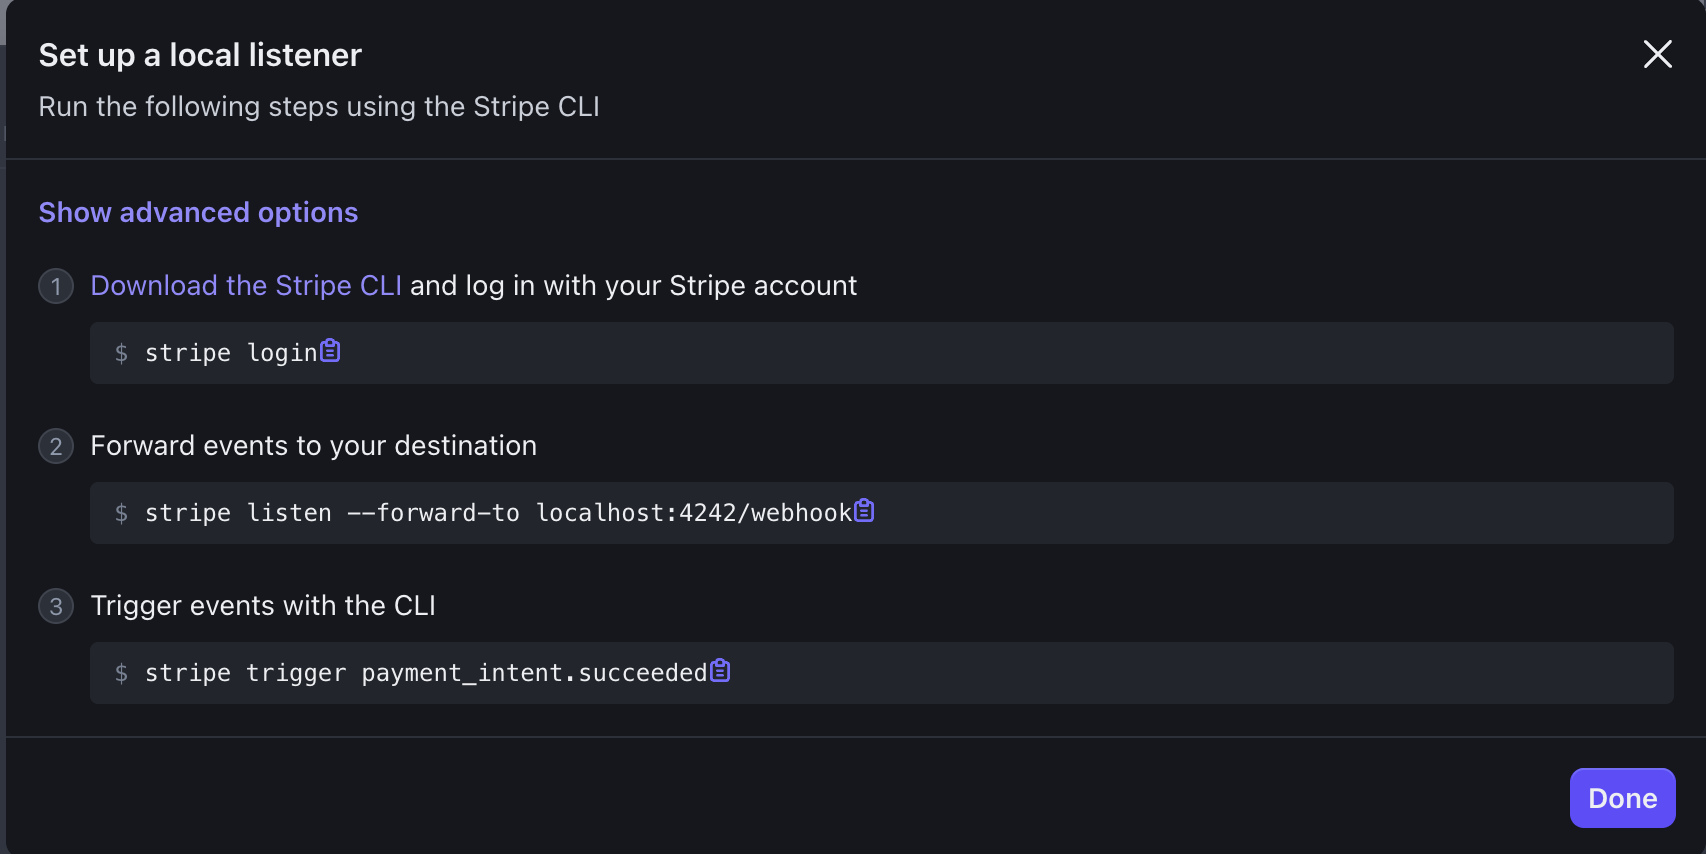 Set up a local listener
Run the following steps using the Stripe CLI
Show advanced options
1 Download the Stripe CLI and log in with your Stripe account
$ stripe login
2 Forward events to your destination
$ stripe listen --forward-to localhost:4242/webhook
3 Trigger events with the CLI
$ stripe trigger payment_intent.succeeded
Done